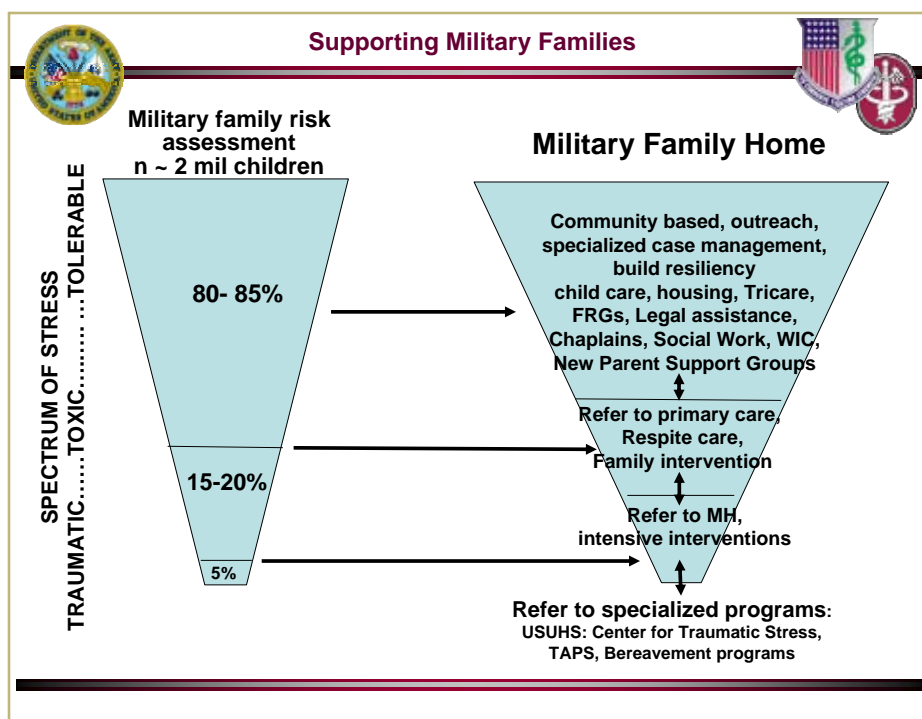 Supporting Military Families
Military family risk
assessment
n ~ 2 mil children
Military Family Home
SPECTRUM OF STRESS
TRAUMATIC......TOXIC......... ...TOLERABLE
80- 85%
15-20%
5%
Community based, outreach,
specialized case management,
build resiliency
child care, housing, Tricare,
FRGs, Legal assistance,
Chaplains, Social Work, WIC,
New Parent Support Groups
Refer to primary care,
Respite care,
Family intervention
Refer to MH,
intensive interventions
Refer to specialized programs:
USUHS: Center for Traumatic Stress,
TAPS, Bereavement programs